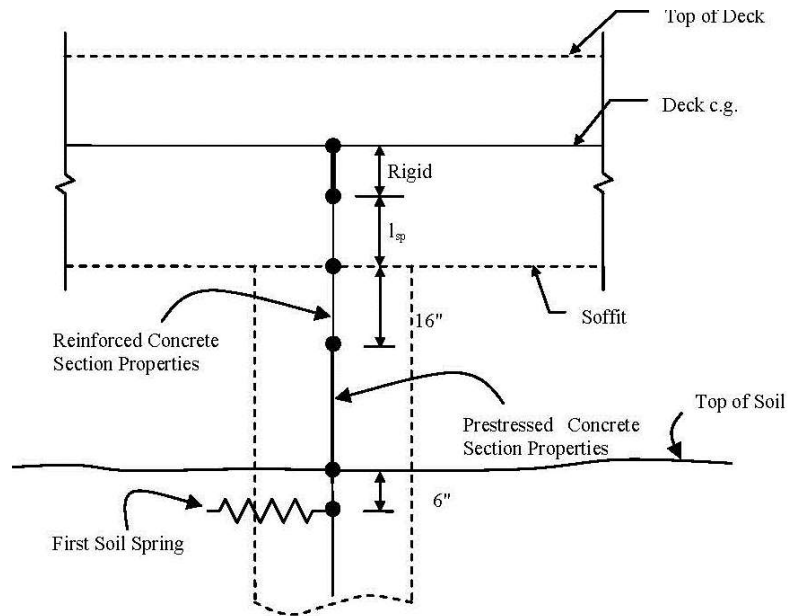 Top of Deck
Deck c.g.
Rigid
lsp
16"
Soffit
Reinforced Concrete
Section Properties
Top of Soil
Prestressed Concrete
Section Properties
6"
First Soil Spring